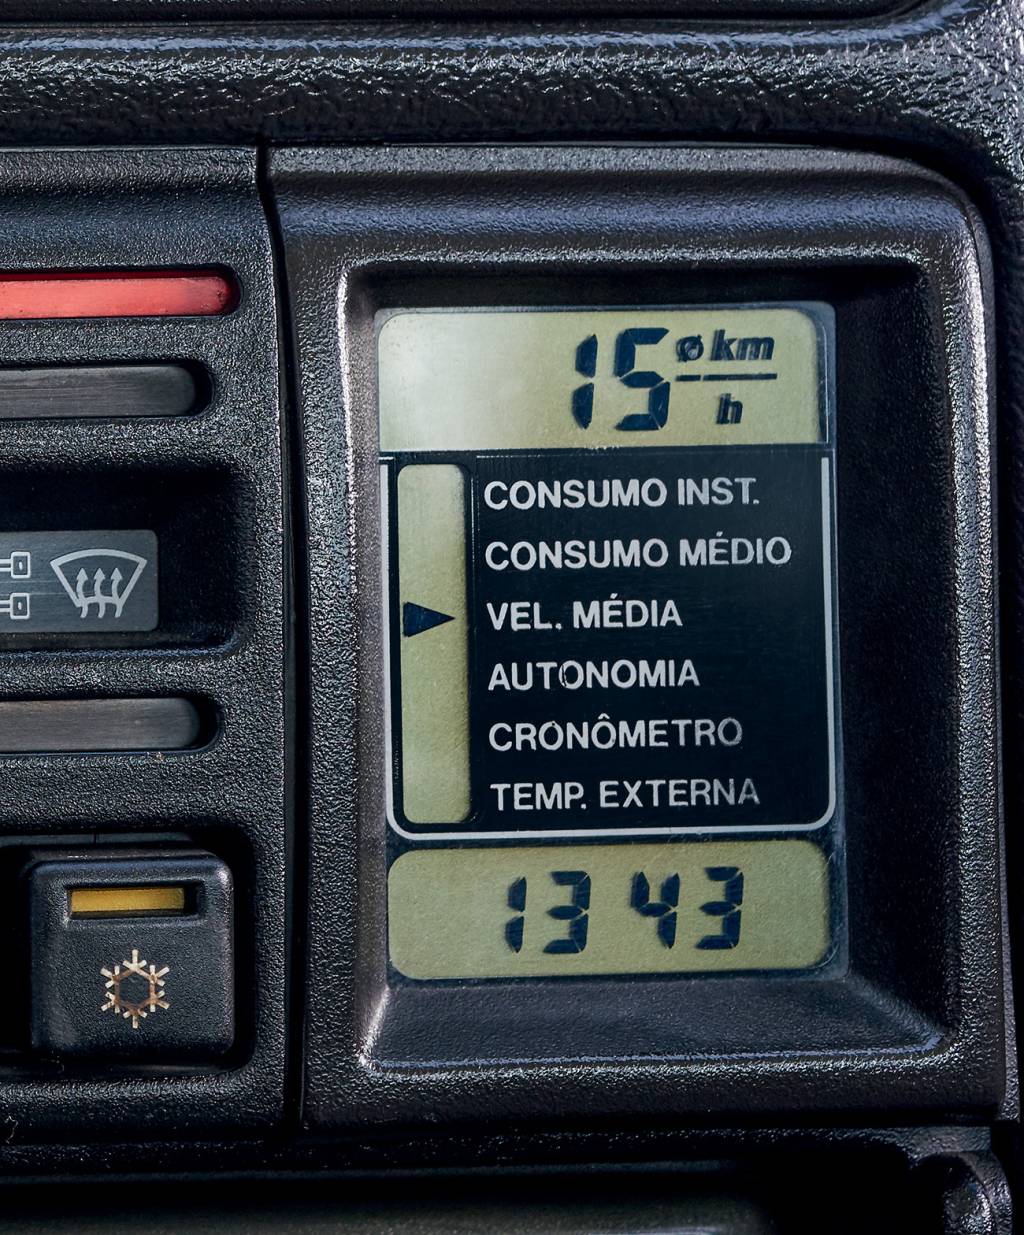 15 ø km
h
CONSUMO INST.
CONSUMO MÉDIO
VEL. MÉDIA
AUTONOMIA
CRONÔMETRO
TEMP. EXTERNA
13 43